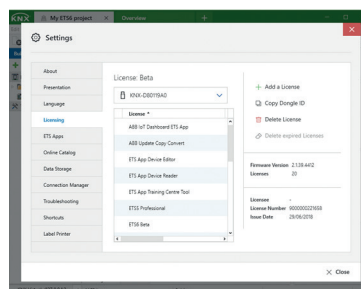 KNX
My ETS6 project
Overview
+
Settings
About
Presentation
Language
Licensing
ETS Apps
Online Catalog
Data Storage
Connection Manager
Troubleshooting
Shortcuts
Label Printer
License: Beta
KNX-D80119A0
License
ABB IoT Dashboard ETS App
ABB Update Copy Convert
ETS App Device Editor
ETS App Device Reader
ETS App Training Centre Tool
ETS5 Professional
ETS6 Beta
+ Add a License
Copy Dongle ID
Delete License
Delete expired Licenses
Firmware Version 2.138.4412
Licenses 20
Licensee -
License Number 9000000221658
Issue Date 29/06/2018
× Close